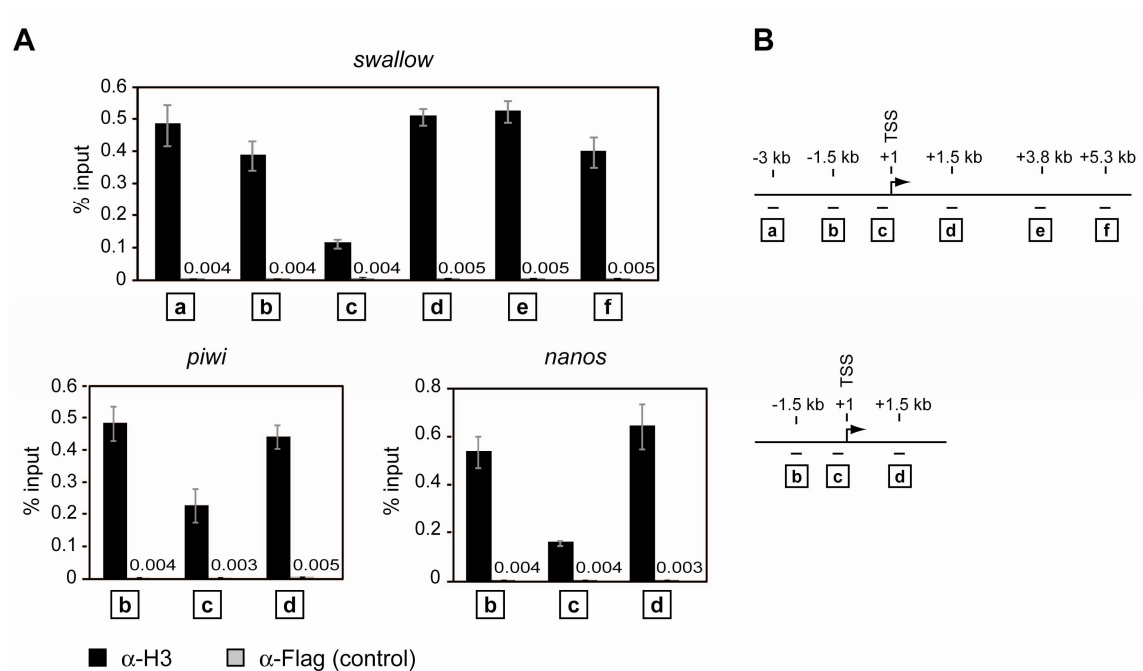 A
B
swallow
% input
0.6
0.5
0.4
0.3
0.2
0.1
0
0.004 0.004 0.004 0.005 0.005 0.005
a b c d e f
TSS
-3 kb -1.5 kb +1 +1.5 kb +3.8 kb +5.3 kb
a b c d e f
piwi
% input
0.6
0.5
0.4
0.3
0.2
0.1
0
0.004 0.003 0.005
b c d
nanos
% input
0.8
0.6
0.4
0.2
0
0.004 0.004 0.003
b c d
TSS
-1.5 kb +1 +1.5 kb
b c d
α-H3 α-Flag (control)